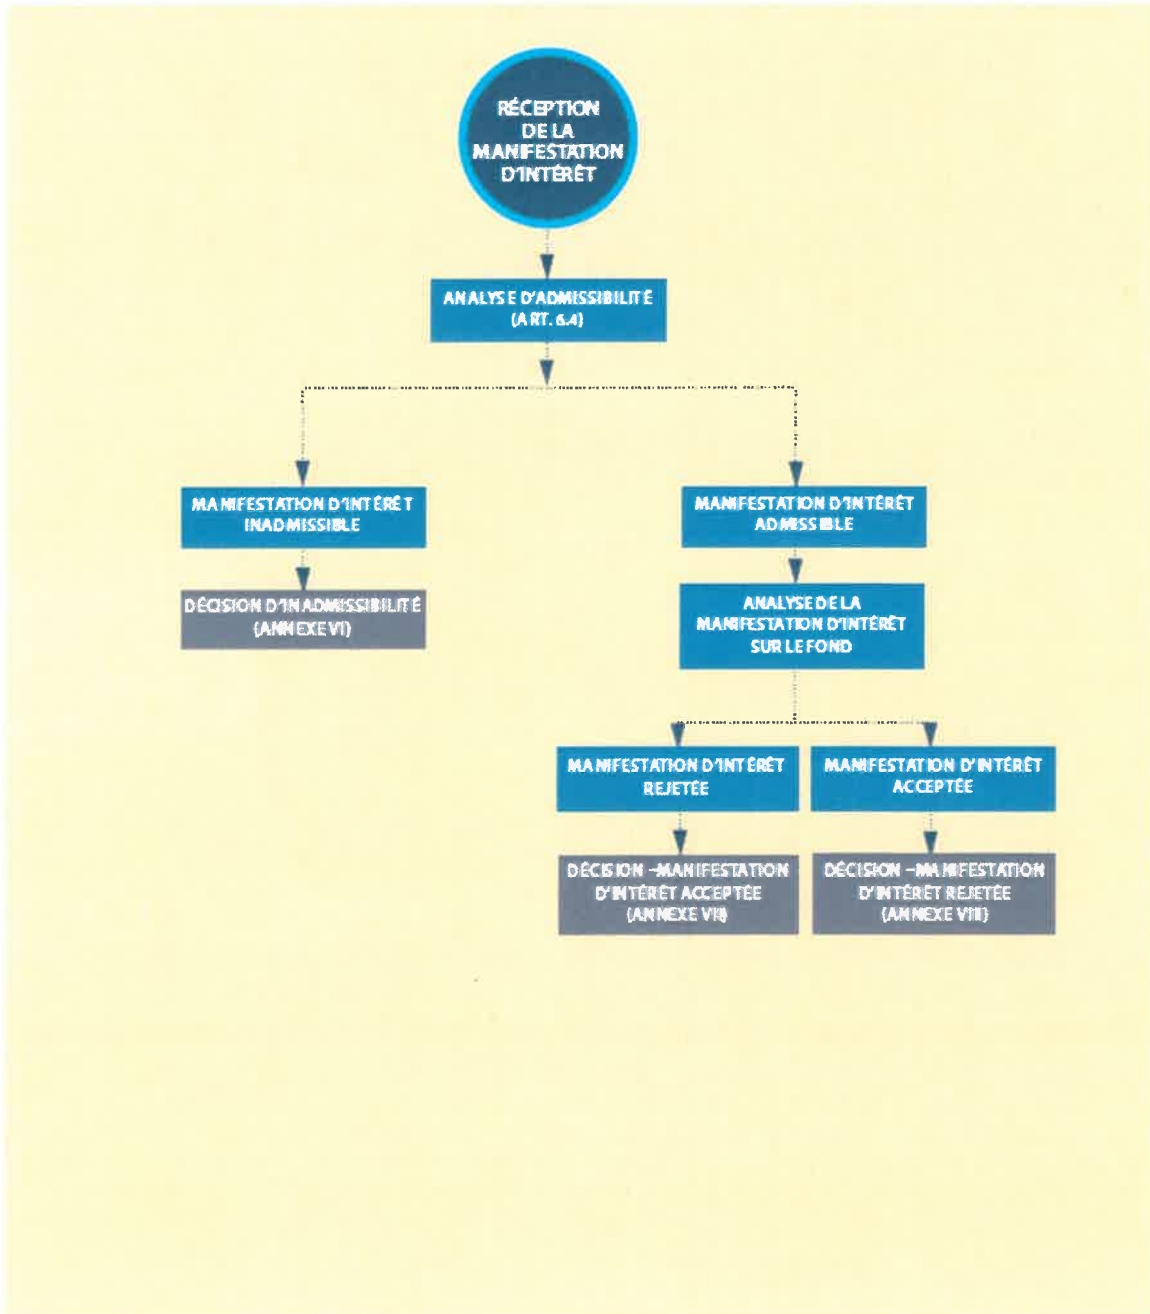 RÉCEPTION
DE LA
MANIFESTATION
D'INTÉRÊT
ANALYSE D'ADMISSIBILITÉ
(ART. 6.4)
MANIFESTATION D'INTÉRÊT
INADMISSIBLE
MANIFESTATION D'INTÉRÊT
ADMISSIBLE
DÉCISION D'INADMISSIBILITÉ
(ANNEXE VI)
ANALYSE DE LA
MANIFESTATION D'INTÉRÊT
SUR LE FOND
MANIFESTATION D'INTÉRÊT
REJETÉE
MANIFESTATION D'INTÉRÊT
ACCEPTÉE
DÉCISION – MANIFESTATION
D'INTÉRÊT ACCEPTÉE
(ANNEXE VII)
DÉCISION – MANIFESTATION
D'INTÉRÊT REJETÉE
(ANNEXE VIII)